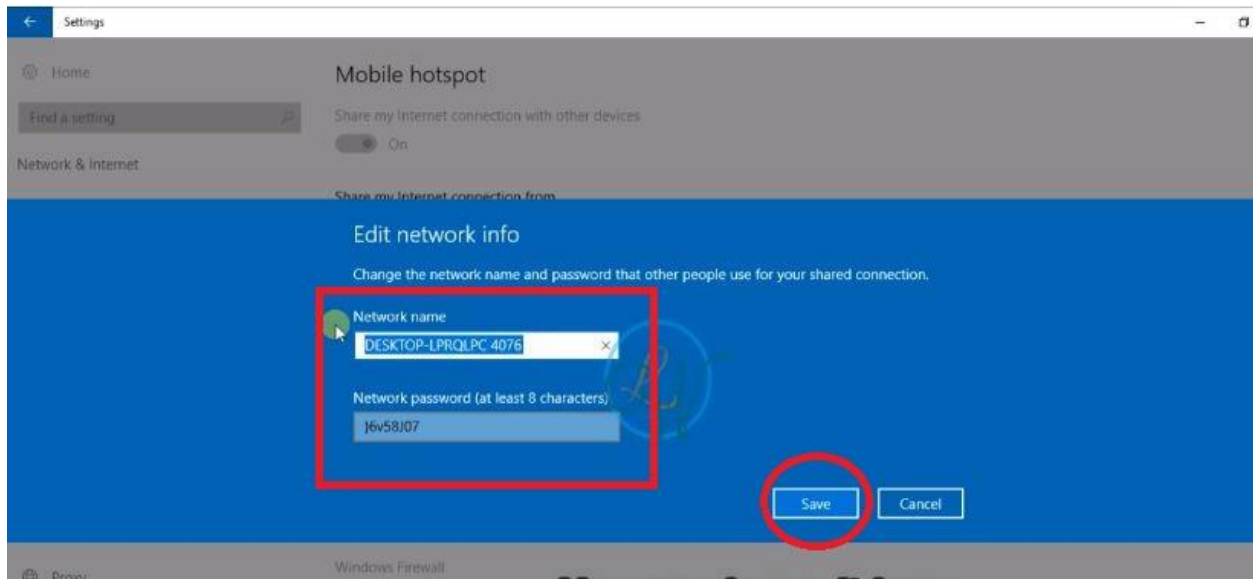 Settings
Home
Mobile hotspot
Find a setting
Share my Internet connection with other devices
On
Network & Internet
Share my Internet connection from
Edit network info
Change the network name and password that other people use for your shared connection.
Network name
DESKTOP-LPRQLPC 4076
Network password (at least 8 characters)
J6v58J07
Save
Cancel
Proxy
Windows Firewall